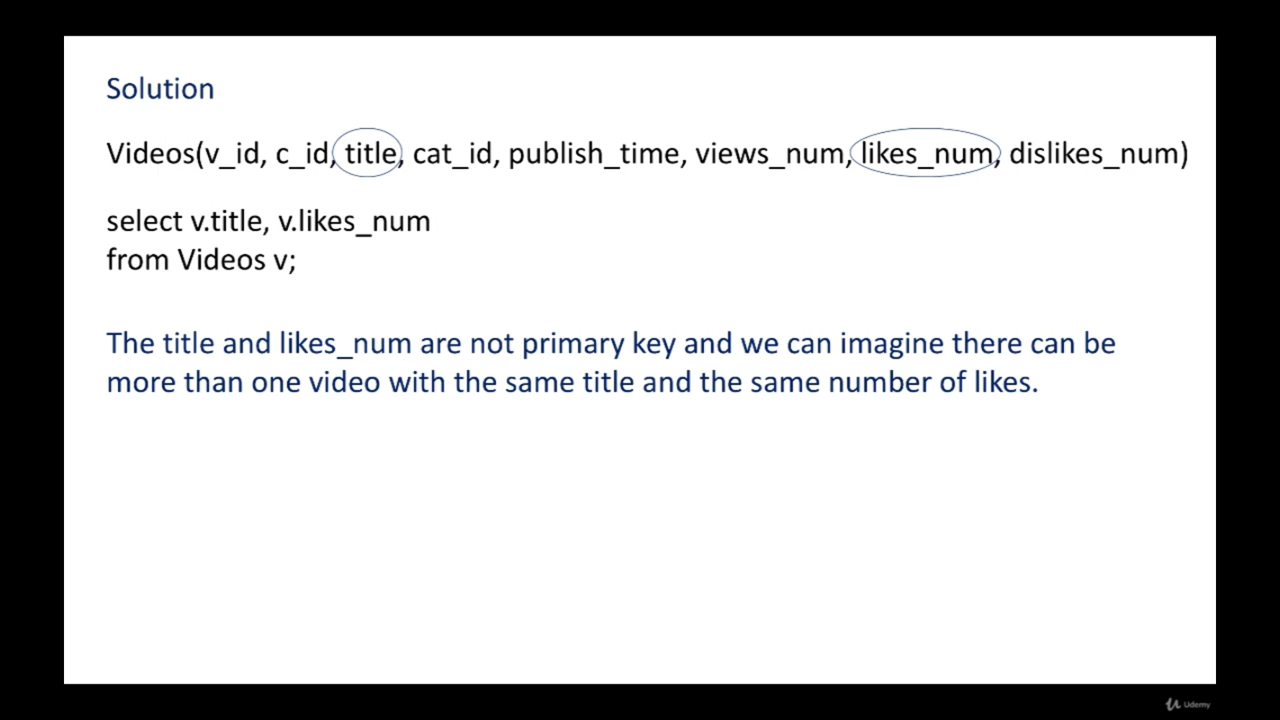 Solution
Videos(v_id, c_id, title, cat_id, publish_time, views_num, likes_num, dislikes_num)
select v.title, v.likes_num
from Videos v;
The title and likes_num are not primary key and we can imagine there can be
more than one video with the same title and the same number of likes.
Udemy